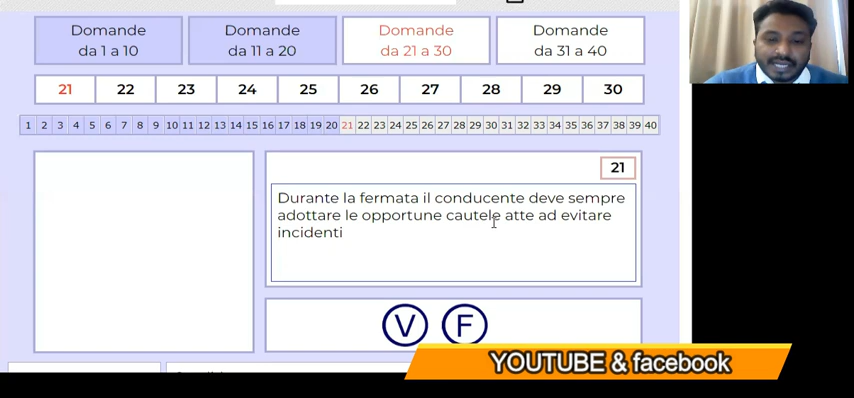 Domande
da 1 a 10
Domande
da 11 a 20
Domande
da 21 a 30
Domande
da 31 a 40
21 22 23 24 25 26 27 28 29 30
1 2 3 4 5 6 7 8 9 10 11 12 13 14 15 16 17 18 19 20 21 22 23 24 25 26 27 28 29 30 31 32 33 34 35 36 37 38 39 40
21
Durante la fermata il conducente deve sempre
adottare le opportune cautele atte ad evitare
incidenti
V F
YOUTUBE & facebook